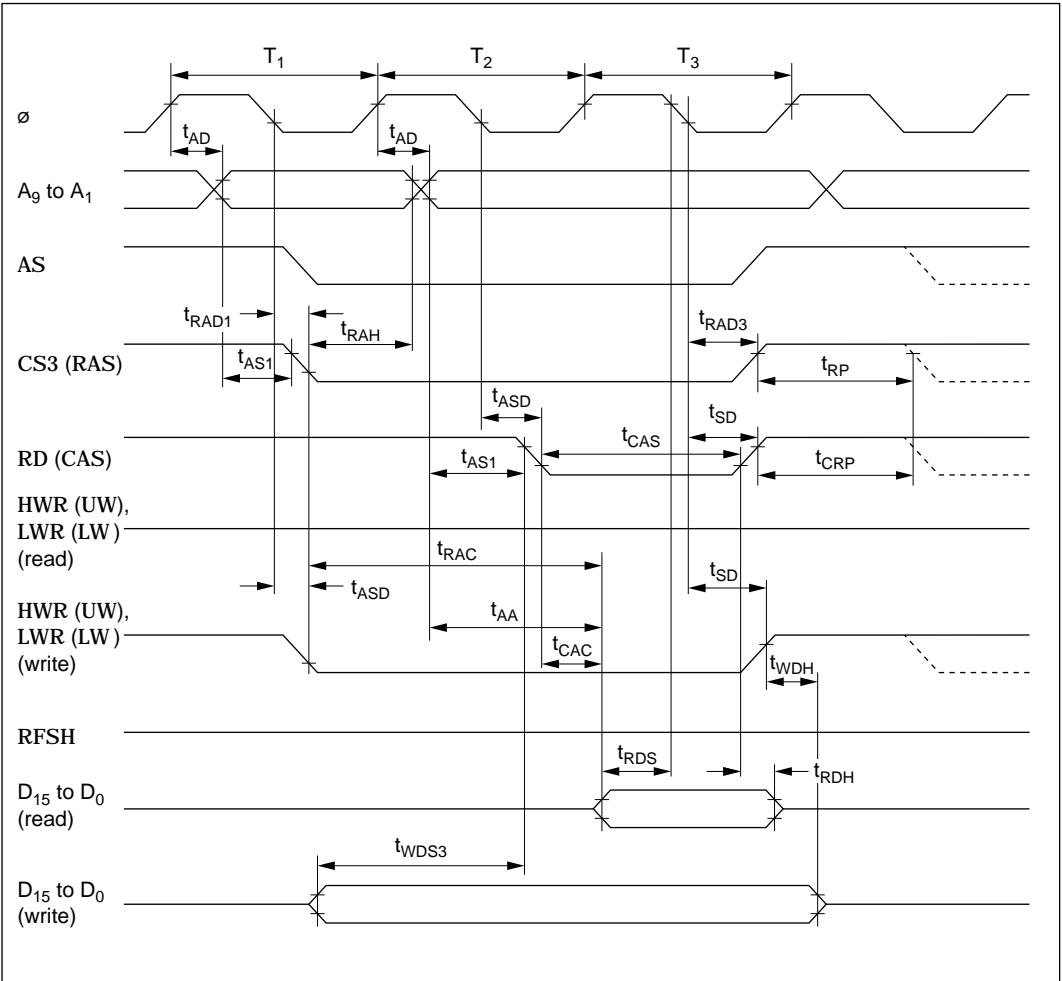 T1 T2 T3
ø
tAD tAD
A9 to A1
AS
tRAD1 tRAH tRAD3
CS3 (RAS)
tAS1 tRP
tASD tSD
RD (CAS)
tCAS
tAS1 tCRP
HWR (UW),
LWR (LW)
(read)
tRAC
tASD tSD
HWR (UW),
LWR (LW)
(write)
tAA
tCAC
tWDH
RFSH
tRDS tRDH
D15 to D0
(read)
tWDS3
D15 to D0
(write)